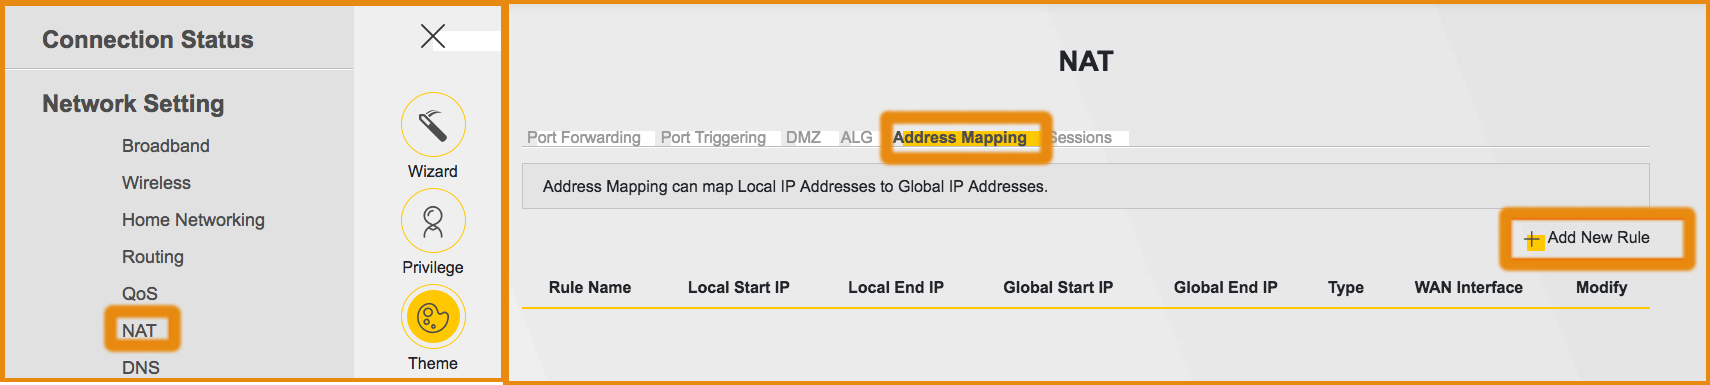 Connection Status
Network Setting
Broadband
Wireless
Home Networking
Routing
QoS
NAT
DNS
Wizard
Privilege
Theme
NAT
Port Forwarding Port Triggering DMZ ALG Address Mapping Sessions
Address Mapping can map Local IP Addresses to Global IP Addresses.
+ Add New Rule
Rule Name Local Start IP Local End IP Global Start IP Global End IP Type WAN Interface Modify